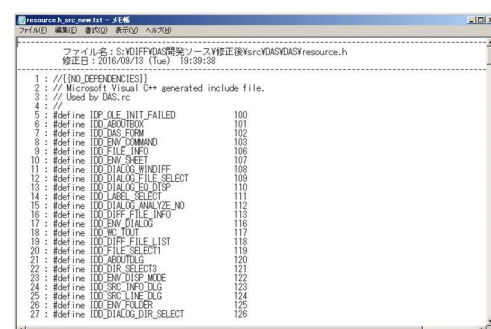 resource.h_src_new.txt - メモ帳
ファイル(F) 編集(E) 書式(O) 表示(V) ヘルプ(H)
ファイル名：S:¥DIFF¥DAS開発ソース¥修正後¥src¥DAS¥DAS¥resource.h
修正日：2016/09/13 (Tue) 19:39:38
1 : //{[NO_DEPENDENCIES]}
2 : // Microsoft Visual C++ generated include file.
3 : // Used by DAS.rc
4 : //
5 : #define IDP_OLE_INIT_FAILED 100
6 : #define IDD_ABOUTBOX 101
7 : #define IDD_DAS_FORM 102
8 : #define IDD_ENV_COMMAND 103
9 : #define IDD_FILE_INFO 106
10 : #define IDD_ENV_SHEET 107
11 : #define IDD_DIALOG_WINDIFF 108
12 : #define IDD_DIALOG_FILE_SELECT 109
13 : #define IDD_DIALOG_EQ_DISP 110
14 : #define IDD_LABEL_SELECT 111
15 : #define IDD_DIALOG_ANALYZE_NO 112
16 : #define IDD_DIFF_FILE_INFO 113
17 : #define IDD_ENV_DIALOG 116
18 : #define IDD_WC_TOUT 117
19 : #define IDD_DIFF_FILE_LIST 118
20 : #define IDD_FILE_SELECT1 119
21 : #define IDD_ABOUTDLG 120
22 : #define IDD_DIR_SELECT3 121
23 : #define IDD_ENV_DISP_MODE 122
24 : #define IDD_SRC_INFO_DLG 123
25 : #define IDD_SRC_LINE_DLG 124
26 : #define IDD_ENV_FOLDER 125
27 : #define IDD_DIALOG_DIR_SELECT 126